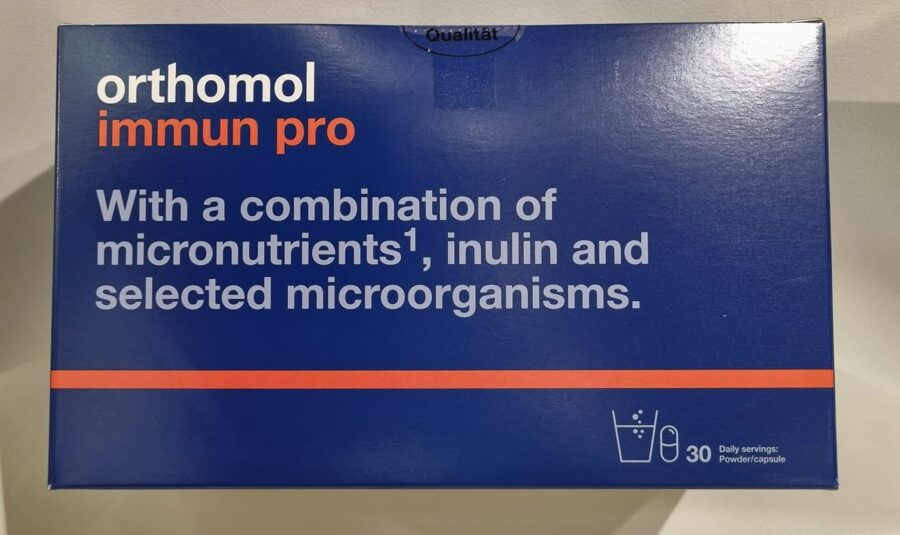 Qualität
orthomol
immun pro
With a combination of
micronutrients¹, inulin and
selected microorganisms.
30 Daily servings:
Powder/capsule